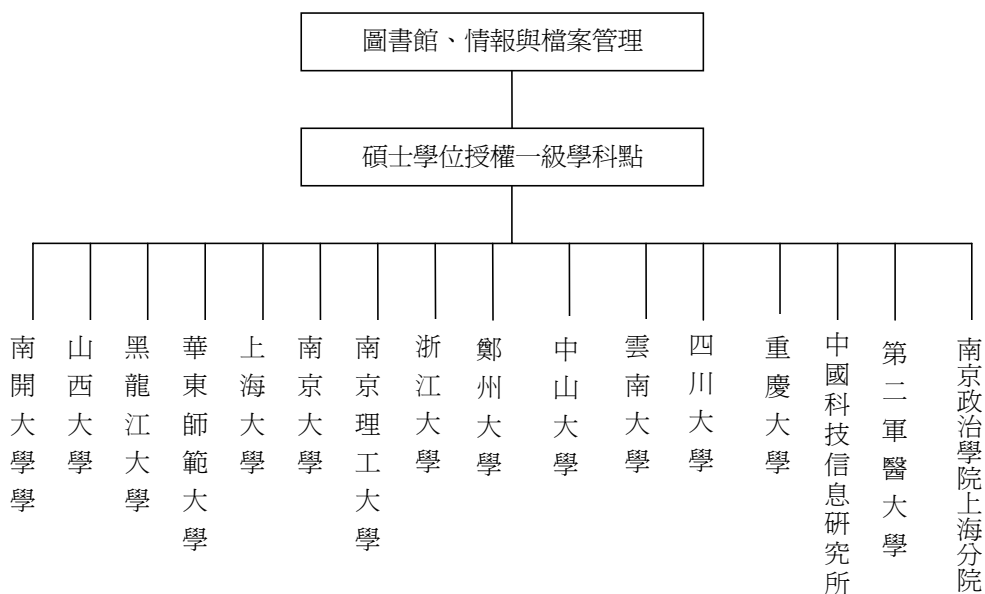 圖書館、情報與檔案管理
碩士學位授權一級學科點
南開大學學
山西大學
黑龍江大學
華東師範大學
上海大學
南京大學
南京理工大學
浙江大學
鄭州大學
中山大學
雲南大學
四川大學
重慶大學
中國科技信息研究所
第二軍醫大學
南京政治學院上海分院